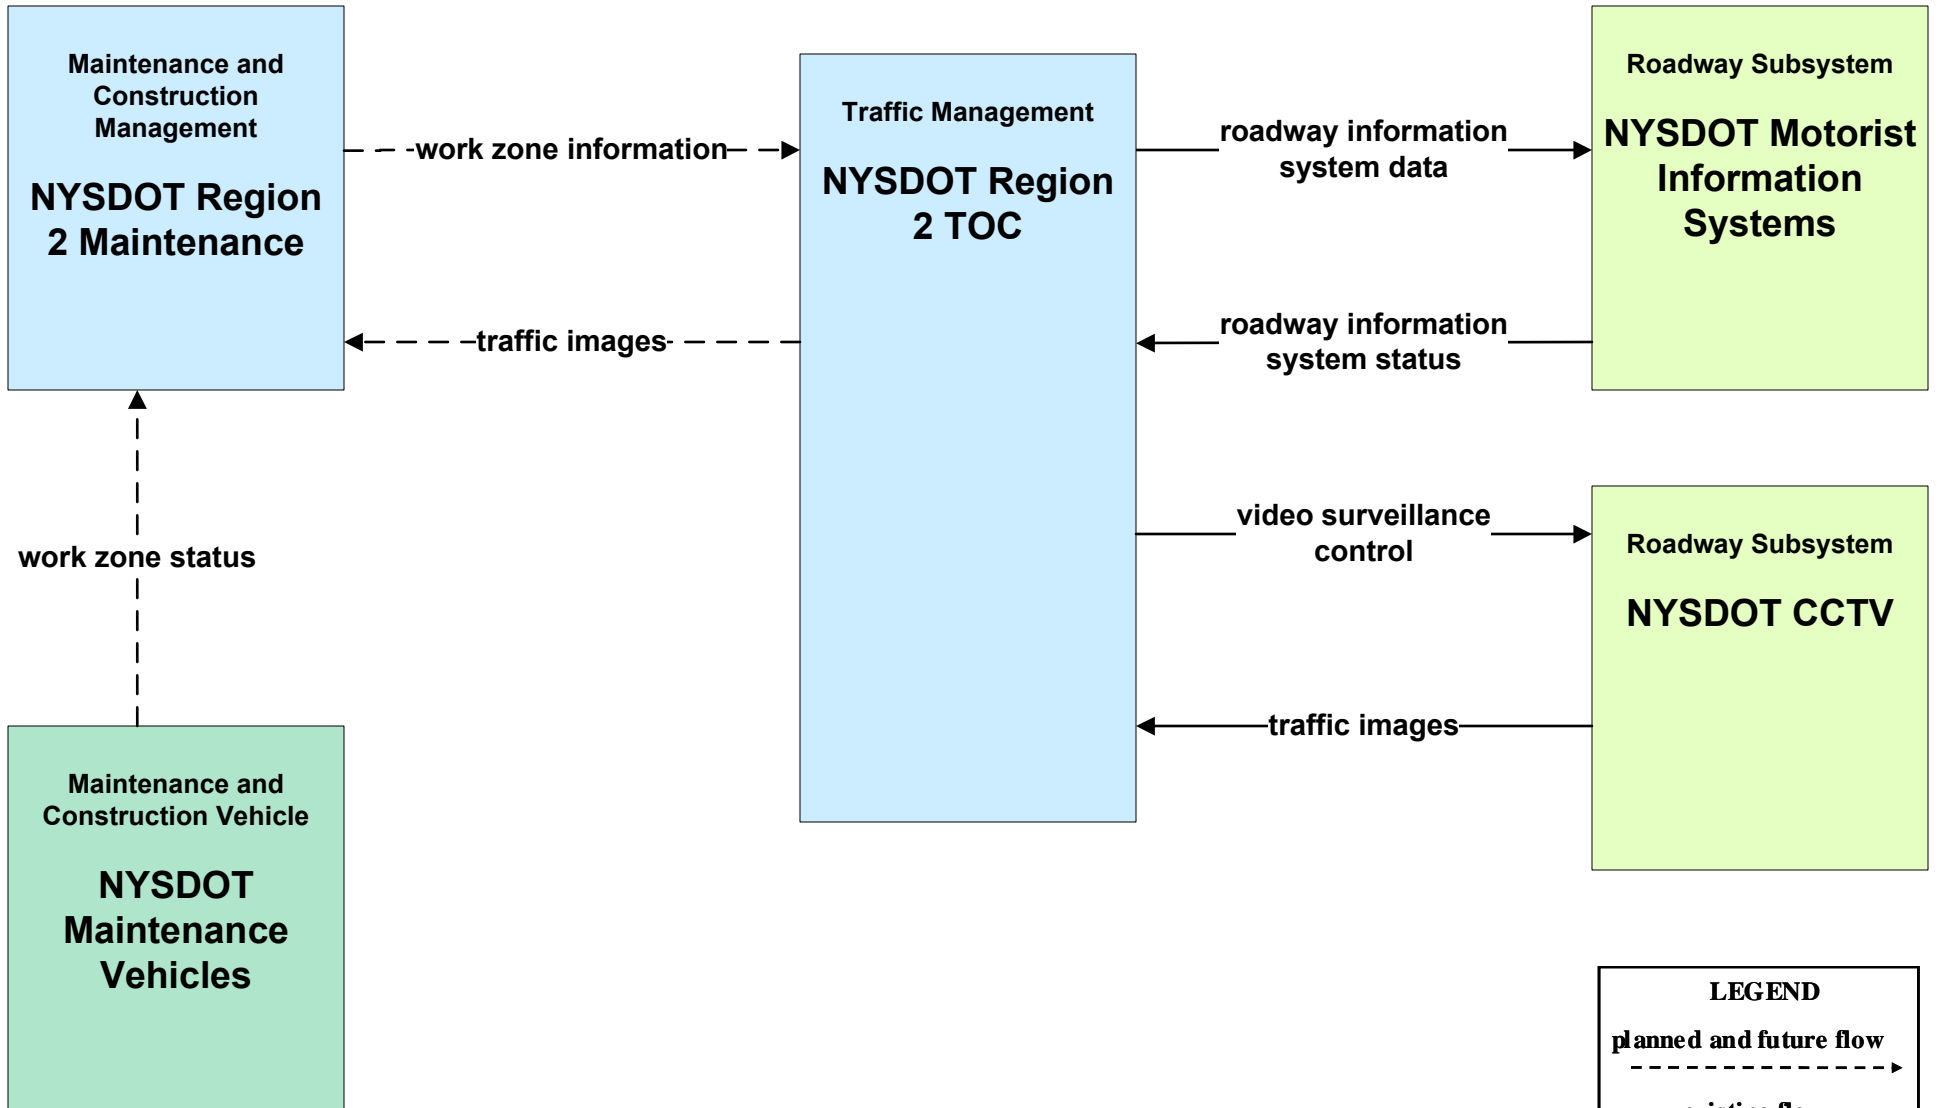 Maintenance and
Construction
Management
NYSDOT Region
2 Maintenance
work zone information
traffic images
work zone status
Maintenance and
Construction Vehicle
NYSDOT
Maintenance
Vehicles
Traffic Management
NYSDOT Region
2 TOC
roadway information
system data
roadway information
system status
video surveillance
control
traffic images
Roadway Subsystem
NYSDOT Motorist
Information
Systems
Roadway Subsystem
NYSDOT CCTV
LEGEND
planned and future flow